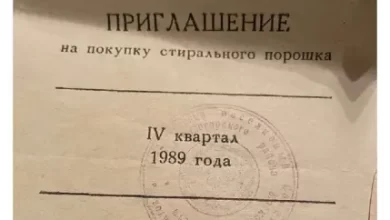 ПРИГЛАШЕНИЕ
на покупку стирального порошка
IV квартал
1989 года